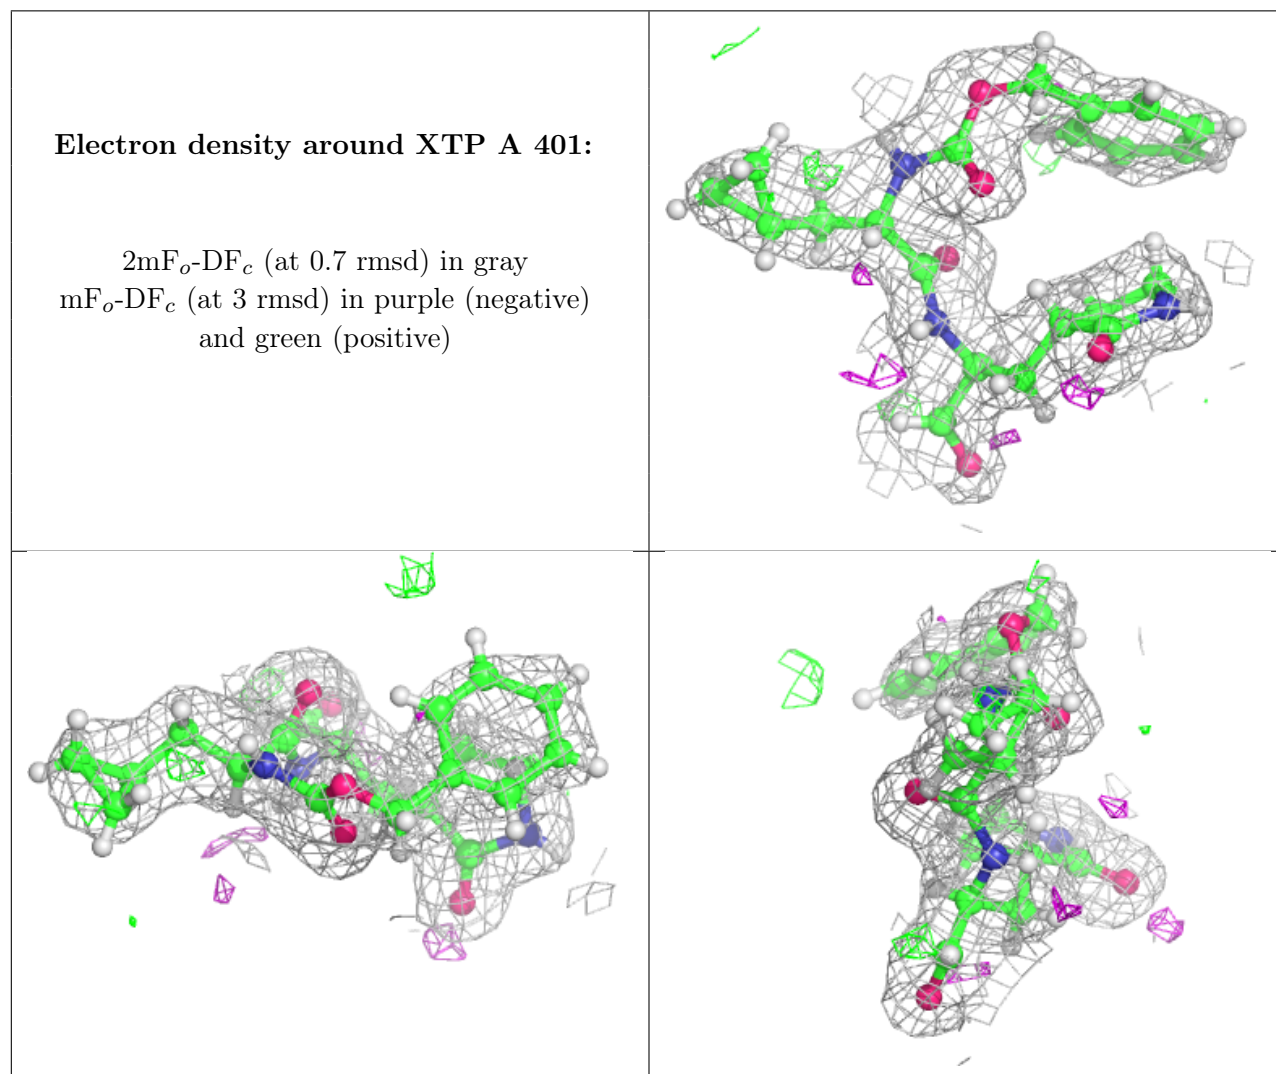 Electron density around XTP A 401:
2mFo-DFc (at 0.7 rmsd) in gray
mFo-DFc (at 3 rmsd) in purple (negative)
and green (positive)